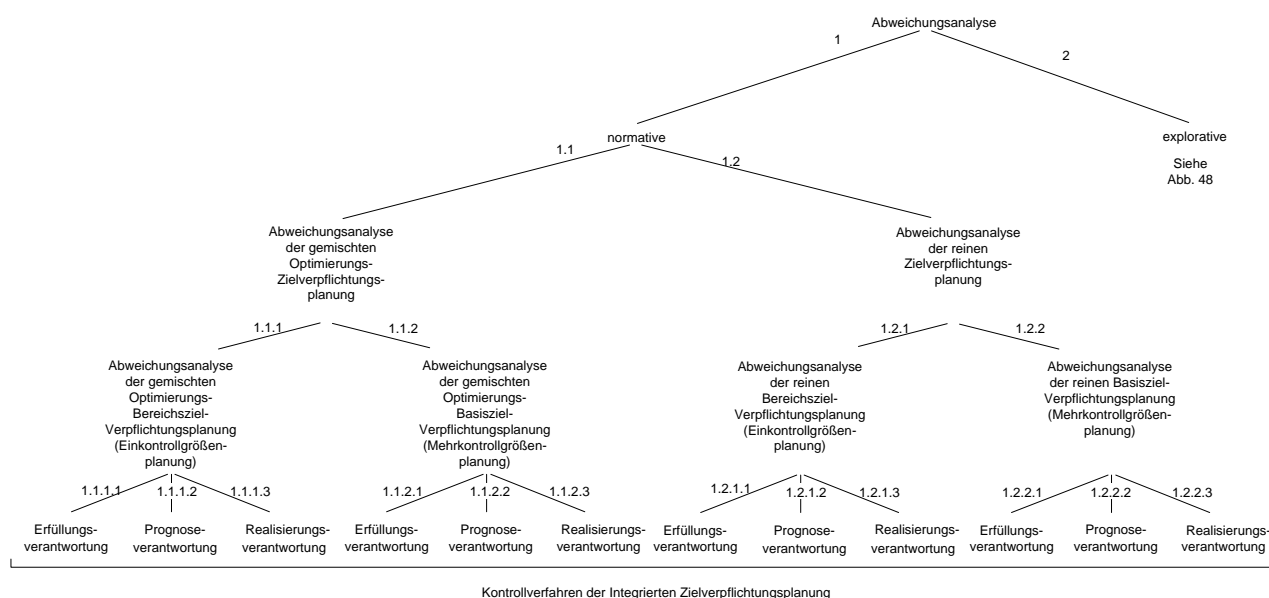 Abweichungsanalyse
1
2
normative
explorative
Siehe
Abb. 48
1.1
1.2
Abweichungsanalyse
der gemischten
Optimierungs-
Zielverpflichtungs-
planung
Abweichungsanalyse
der reinen
Zielverpflichtungs-
planung
1.1.1
1.1.2
1.2.1
1.2.2
Abweichungsanalyse
der gemischten
Optimierungs-
Bereichsziel-
Verpflichtungsplanung
(Einkontrollgrößen-
planung)
Abweichungsanalyse
der gemischten
Optimierungs-
Basisziel-
Verpflichtungsplanung
(Mehrkontrollgrößen-
planung)
Abweichungsanalyse
der reinen
Bereichsziel-
Verpflichtungsplanung
(Einkontrollgrößen-
planung)
Abweichungsanalyse
der reinen Basisziel-
Verpflichtungsplanung
(Mehrkontrollgrößen-
planung)
1.1.1.1
1.1.1.2
1.1.1.3
1.1.2.1
1.1.2.2
1.1.2.3
1.2.1.1
1.2.1.2
1.2.1.3
1.2.2.1
1.2.2.2
1.2.2.3
Erfüllungs-
verantwortung
Prognose-
verantwortung
Realisierungs-
verantwortung
Erfüllungs-
verantwortung
Prognose-
verantwortung
Realisierungs-
verantwortung
Erfüllungs-
verantwortung
Prognose-
verantwortung
Realisierungs-
verantwortung
Erfüllungs-
verantwortung
Prognose-
verantwortung
Realisierungs-
verantwortung
Kontrollverfahren der Integrierten Zielverpflichtungsplanung